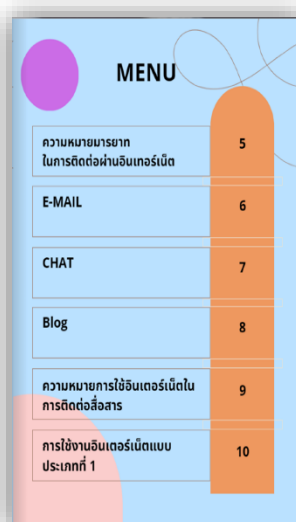 MENU
ความหมายมารยาท
ในการติดต่อผ่านอินเทอร์เน็ต
5
E-MAIL
6
CHAT
7
Blog
8
ความหมายการใช้อินเตอร์เน็ตใน
การติดต่อสื่อสาร
9
การใช้งานอินเตอร์เน็ตแบบ
ประเภทที่ 1
10